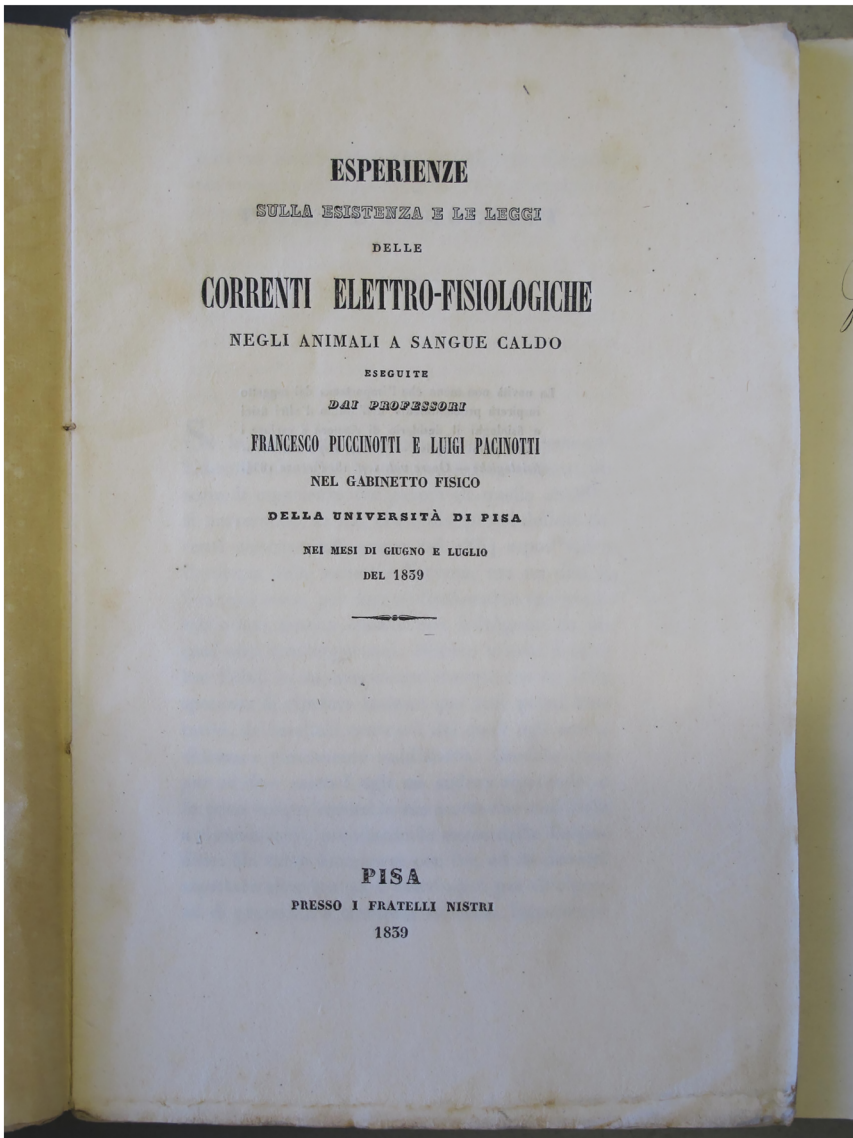 ESPERIENZE
SULLA ESISTENZA E LE LEGGI
DELLE
CORRENTI ELETTRO-FISIOLOGICHE
NEGLI ANIMALI A SANGUE CALDO
ESEGUITE
DAI PROFESSORI
FRANCESCO PUCCINOTTI E LUIGI PACINOTTI
NEL GABINETTO FISICO
DELLA UNIVERSITÀ DI PISA
NEI MESI DI GIUGNO E LUGLIO
DEL 1839
PISA
PRESSO I FRATELLI NISTRI
1839